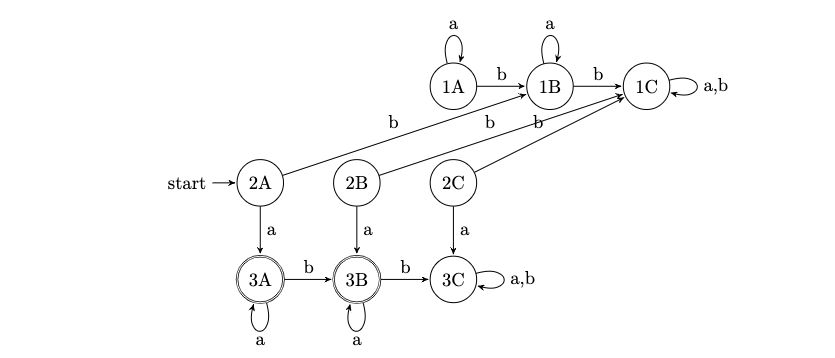 a a
1A b 1B b 1C a,b
b b b
start 2A 2B 2C
a a a
3A b 3B b 3C a,b
a a